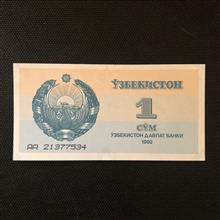 ЎЗБЕКИСТОН
1
СЎМ
ЎЗБЕКИСТОН ДАВЛАТ БАНКИ
1992
АА 21377534